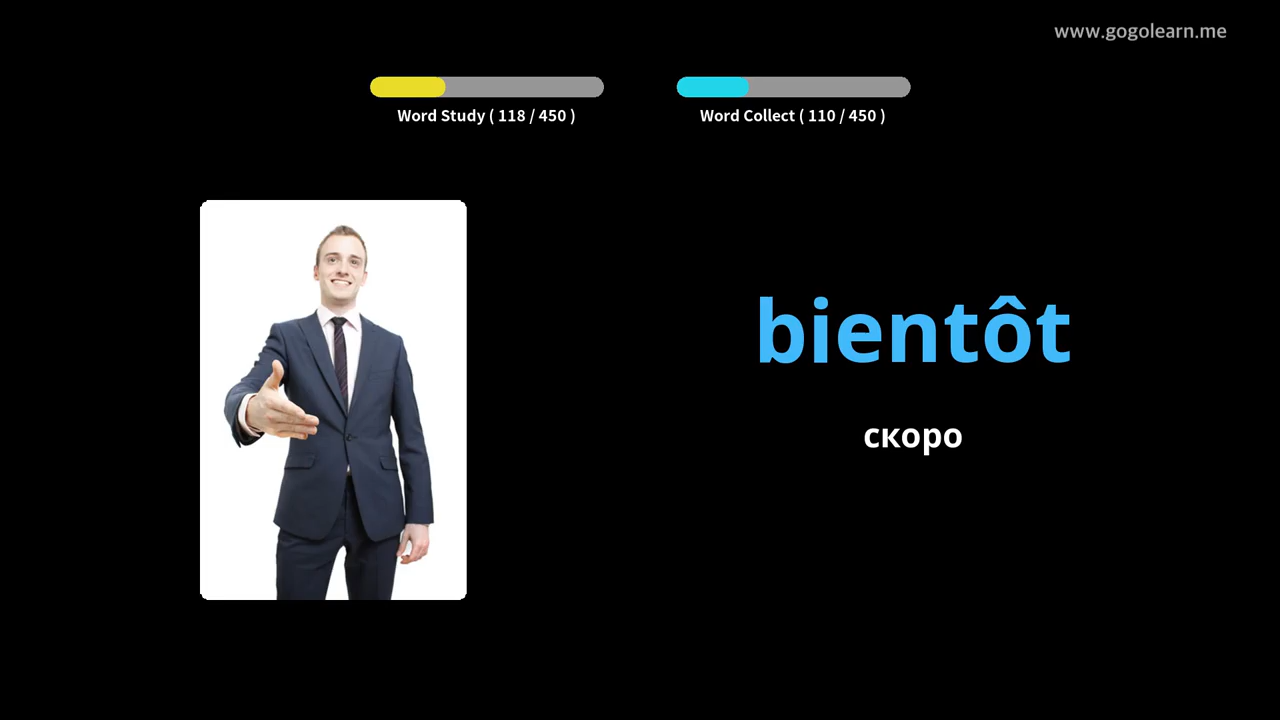 www.gogolearn.me
Word Study ( 118 / 450 )
Word Collect ( 110 / 450 )
bientôt
скоро